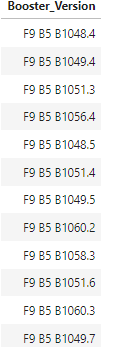 Booster_Version
F9 B5 B1048.4
F9 B5 B1049.4
F9 B5 B1051.3
F9 B5 B1056.4
F9 B5 B1048.5
F9 B5 B1051.4
F9 B5 B1049.5
F9 B5 B1060.2
F9 B5 B1058.3
F9 B5 B1051.6
F9 B5 B1060.3
F9 B5 B1049.7